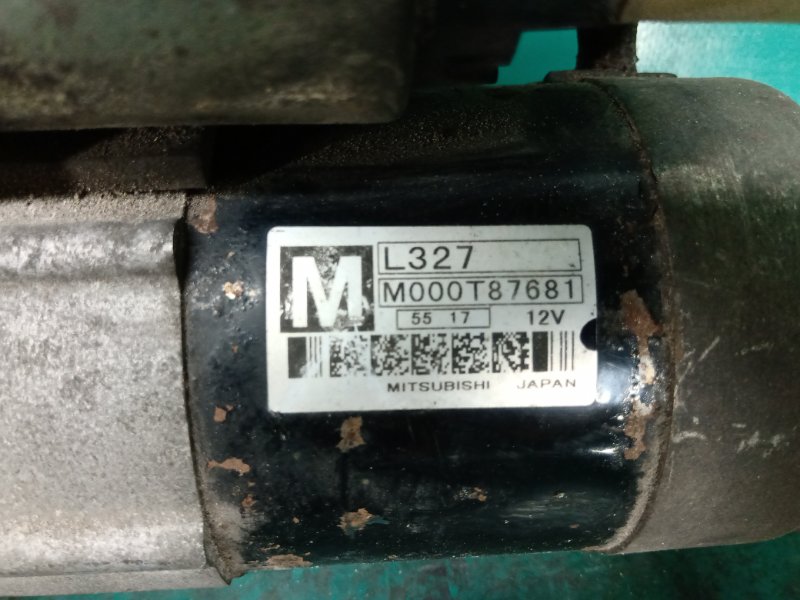 M
L327
M000T87681
55 17 12V
MITSUBISHI JAPAN